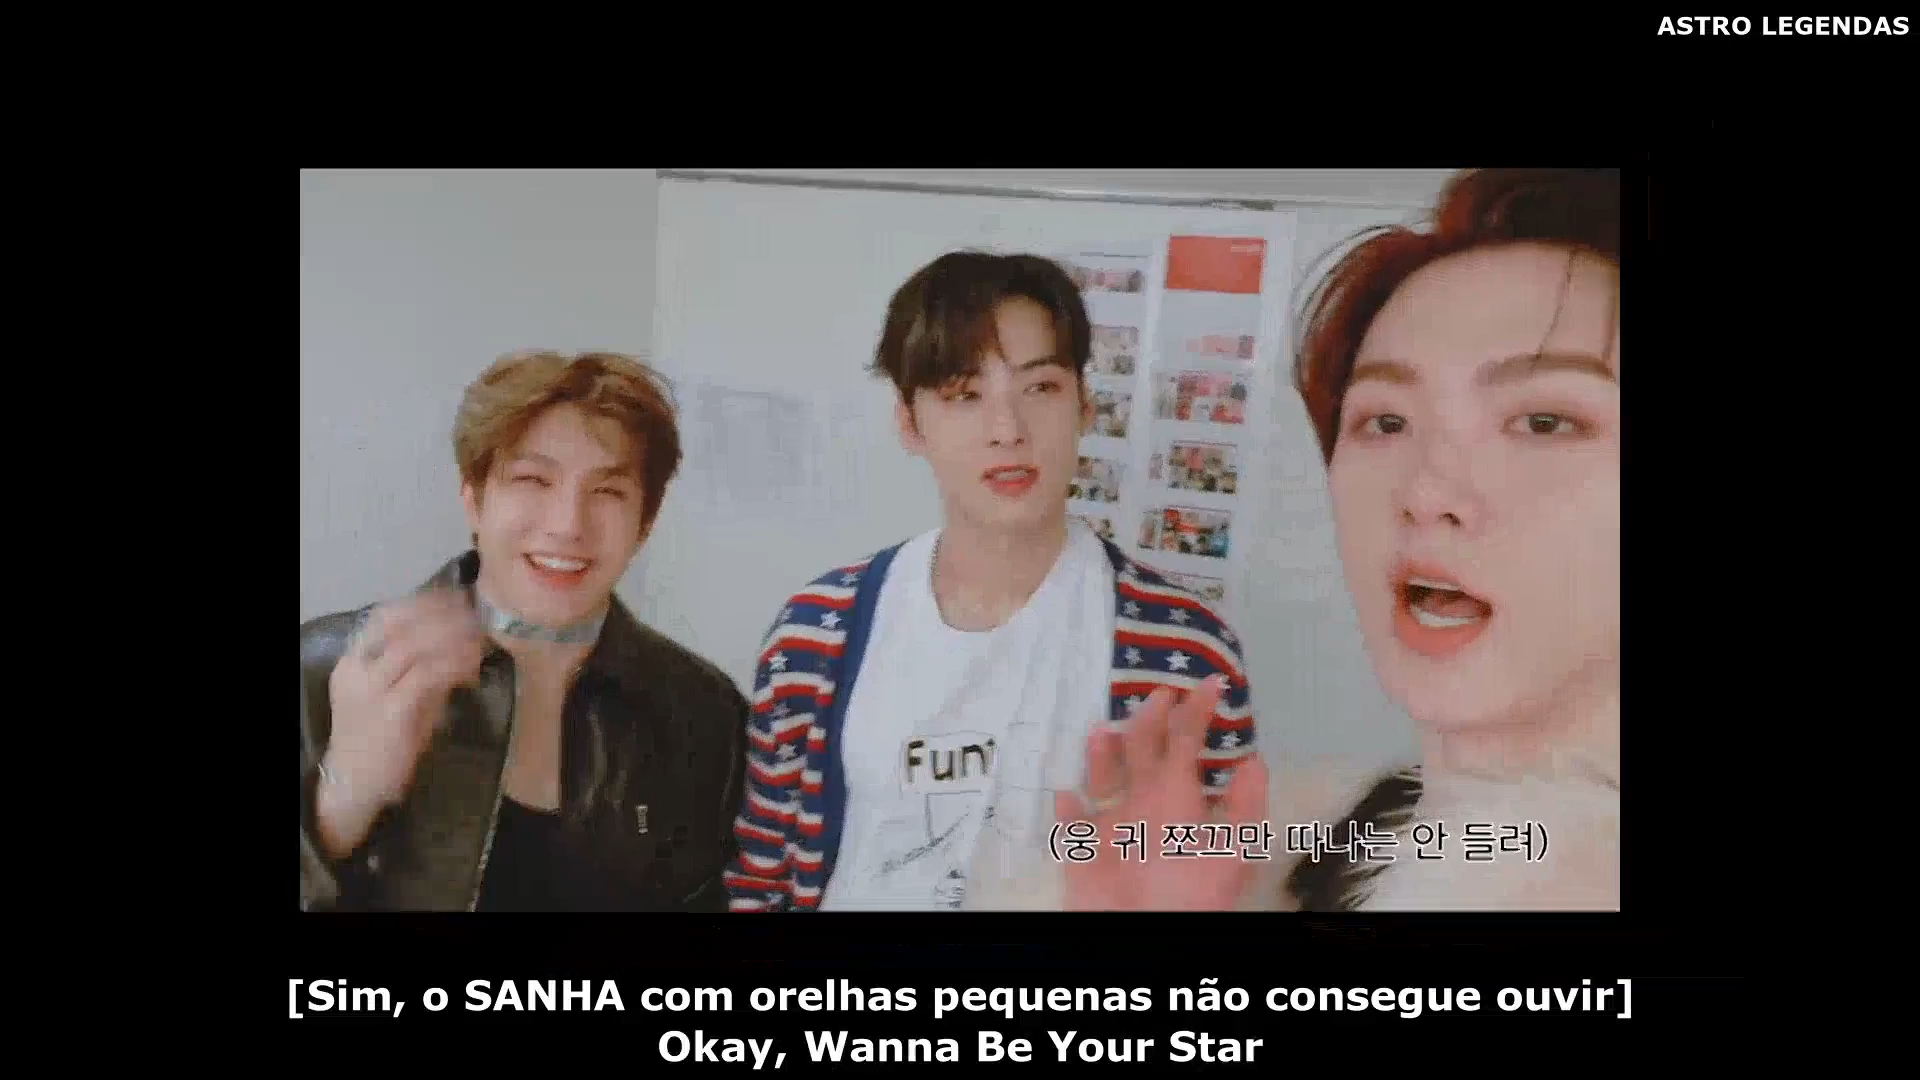 ASTRO LEGENDAS
Fun
(웅 귀 쪼끄만 따나는 안 들려)
[Sim, o SANHA com orelhas pequenas não consegue ouvir]
Okay, Wanna Be Your Star